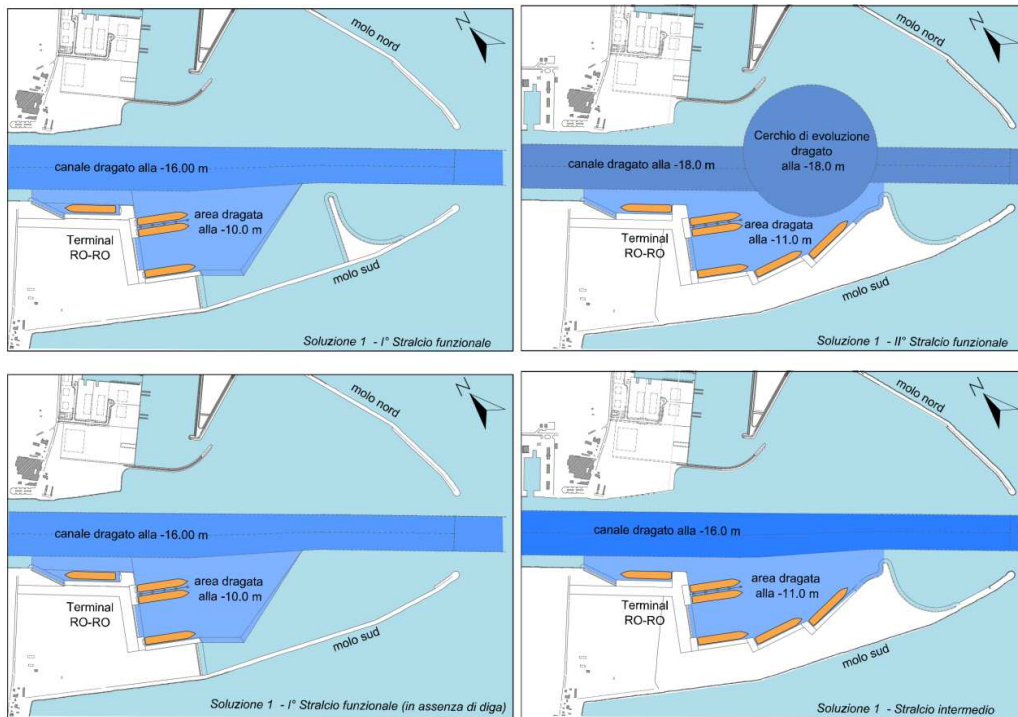 molo nord
N
canale dragato alla -16.00 m
area dragata
alla -10.0 m
Terminal
RO-RO
molo sud
Soluzione 1 - I° Stralcio funzionale
molo nord
N
Cerchio di evoluzione
dragato
alla -18.0 m
canale dragato alla -18.0 m
area dragata
alla -11.0 m
Terminal
RO-RO
molo sud
Soluzione 1 - II° Stralcio funzionale
molo nord
N
canale dragato alla -16.00 m
area dragata
alla -10.0 m
Terminal
RO-RO
molo sud
Soluzione 1 - I° Stralcio funzionale (in assenza di diga)
molo nord
N
canale dragato alla -16.0 m
area dragata
alla -11.0 m
Terminal
RO-RO
molo sud
Soluzione 1 - Stralcio intermedio